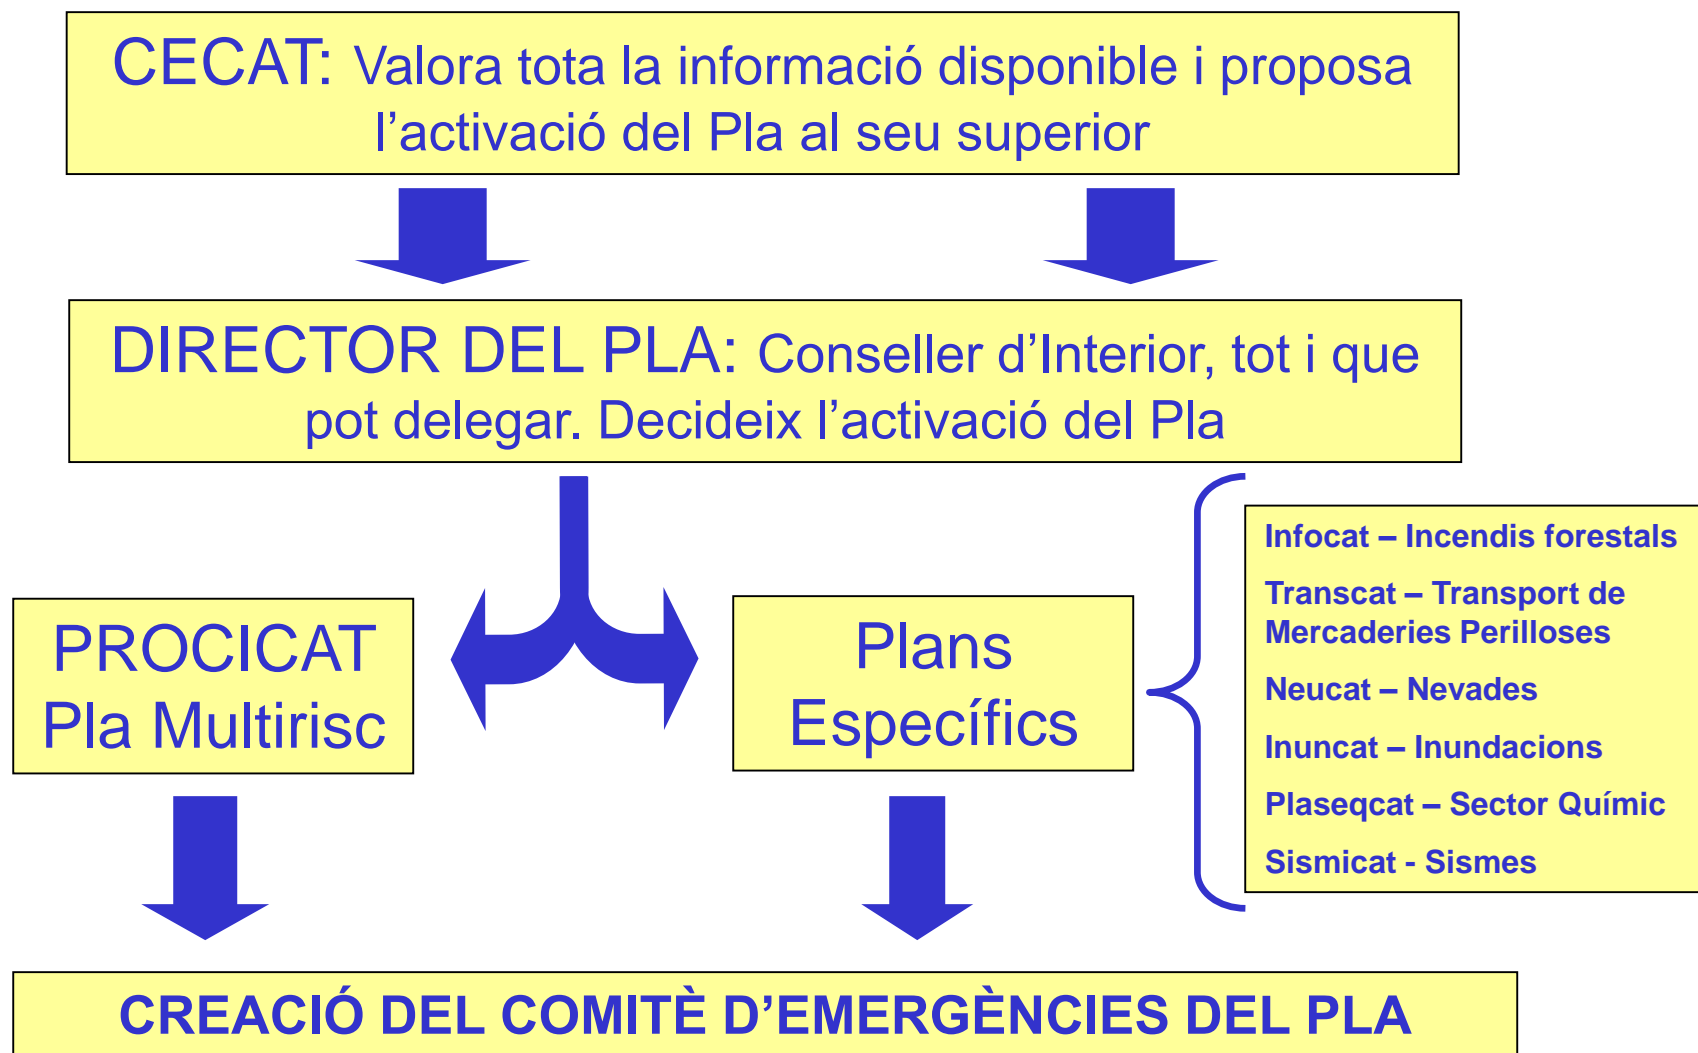 CECAT: Valora tota la informació disponible i proposa
l’activació del Pla al seu superior
DIRECTOR DEL PLA: Conseller d’Interior, tot i que
pot delegar. Decideix l’activació del Pla
PROCICAT
Pla Multirisc
Plans
Específics
Infocat – Incendis forestals
Transcat – Transport de
Mercaderies Perilloses
Neucat – Nevades
Inuncat – Inundacions
Plaseqcat – Sector Químic
Sismicat - Sismes
CREACIÓ DEL COMITÈ D’EMERGÈNCIES DEL PLA